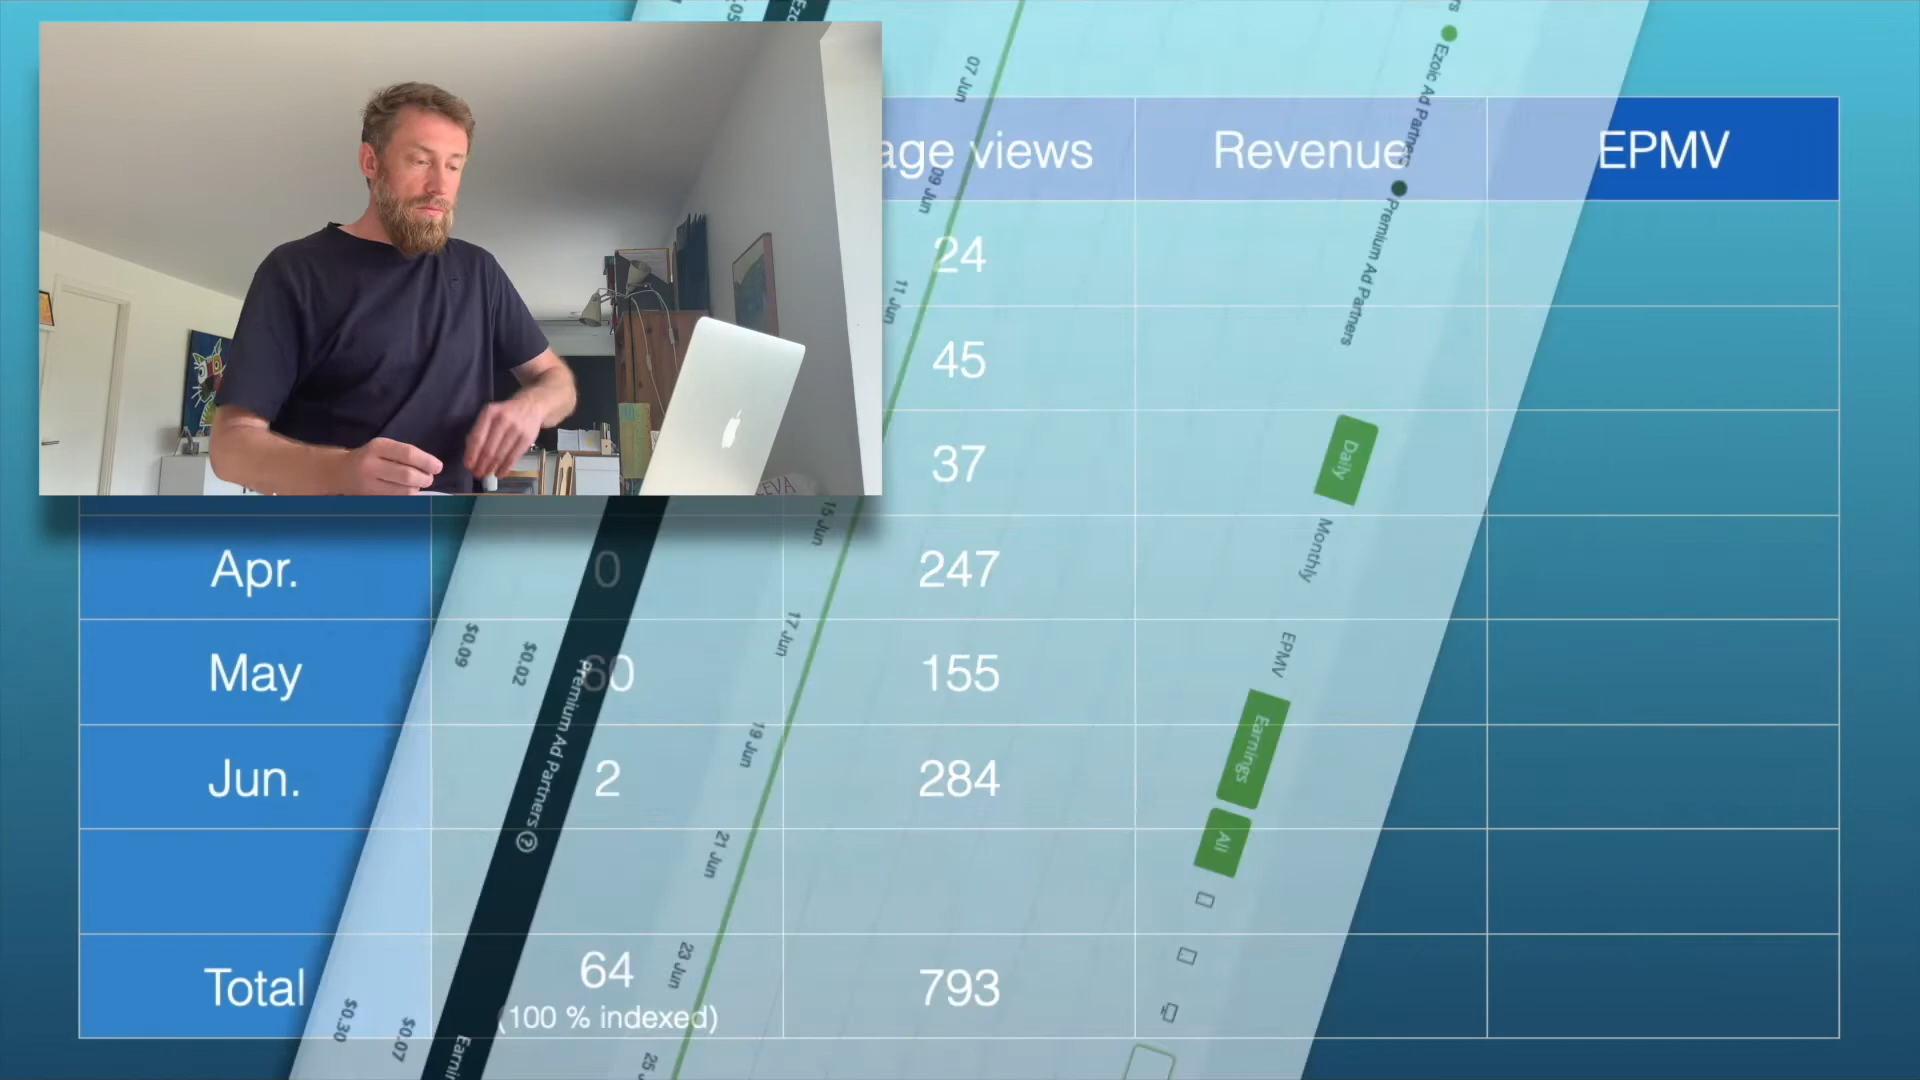 age views
Revenue
EPMV
24
45
37
Apr.
0
247
May
60
155
Jun.
2
284
Total
64
(100 % indexed)
793
Ezoic Ad Partners
Premium Ad Partners
Daily
Monthly
EPMV
Earnings
All
07 Jun
09 Jun
11 Jun
15 Jun
17 Jun
19 Jun
21 Jun
23 Jun
$0.09
$0.02
Premium Ad Partners
$0.30
$0.07